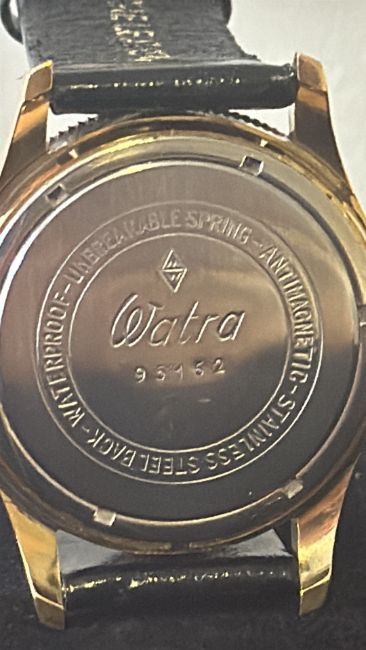 WATERPROOF-UNBREAKABLE SPRING-ANTIMAGNETIC-STAINLESS STEEL BACK-
Watra
95152